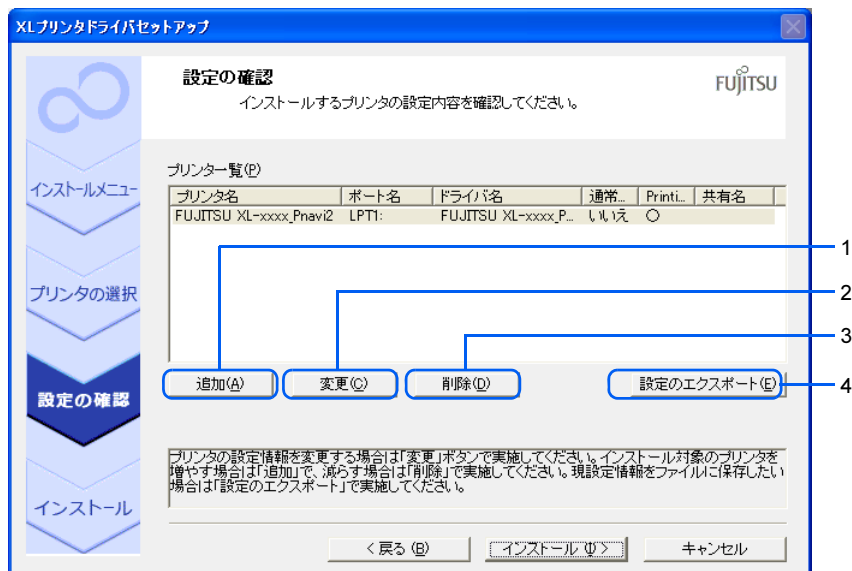 XLプリンタドライバセットアップ
設定の確認
インストールするプリンタの設定内容を確認してください。
FUJITSU
インストールメニュー
プリンタの選択
設定の確認
インストール
プリンター覧(P)
プリンタ名 ポート名 ドライバ名 通常... Printi... 共有名
FUJITSU XL-xxxx_Pnavi2 LPT1: FUJITSU XL-xxxx_P... いいえ ○
1
2
3
追加(A) 変更(C) 削除(D) 設定のエクスポート(E) 4
プリンタの設定情報を変更する場合は「変更」ボタンで実施してください。インストール対象のプリンタを
増やす場合は「追加」で、減らす場合は「削除」で実施してください。現設定情報をファイルに保存したい
場合は「設定のエクスポート」で実施してください。
< 戻る (B) インストール (I) > キャンセル